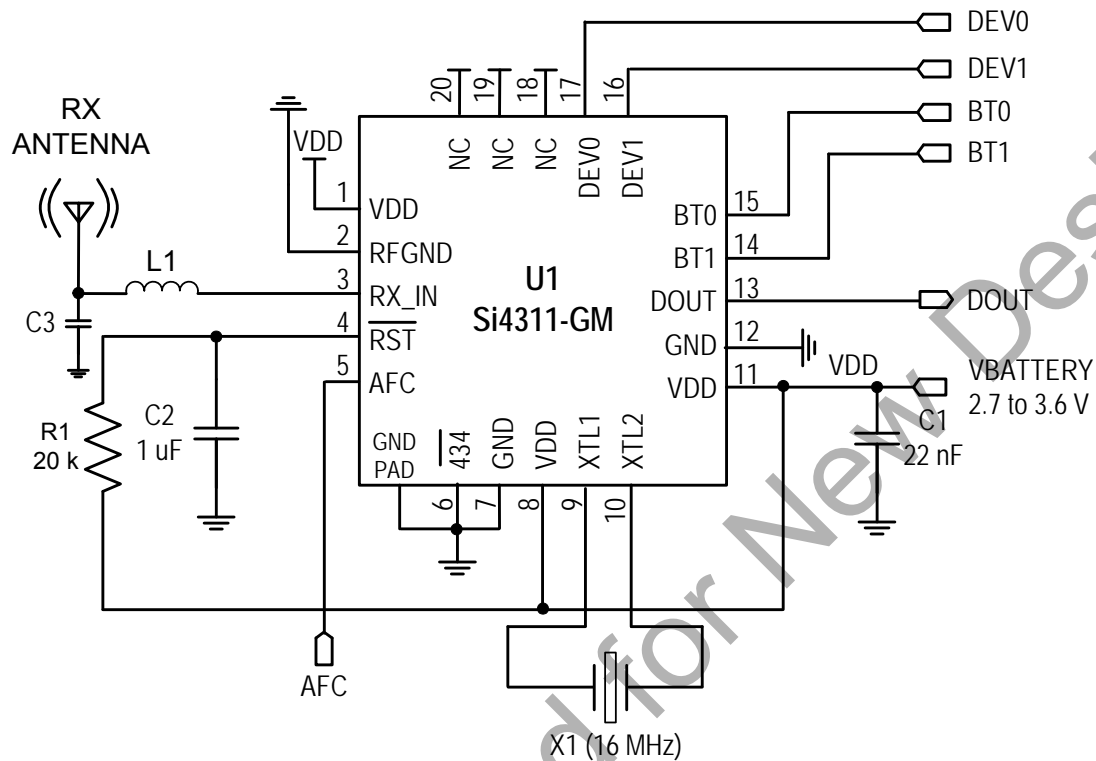 DEV0
DEV1
BT0
BT1
20
19
18
17
16
RX
ANTENNA
VDD
NC
NC
NC
DEV0
DEV1
1
VDD
2
RFGND
L1
3
RX_IN
C3
4
RST
5
AFC
U1
Si4311-GM
BT0
15
BT1
14
DOUT
13
DOUT
GND
12
VDD
11
VDD
VBATTERY
2.7 to 3.6 V
C1
22 nF
R1
20 k
C2
1 uF
GND
PAD
434
GND
VDD
XTL1
XTL2
6
7
8
9
10
AFC
X1 (16 MHz)
d for New Des